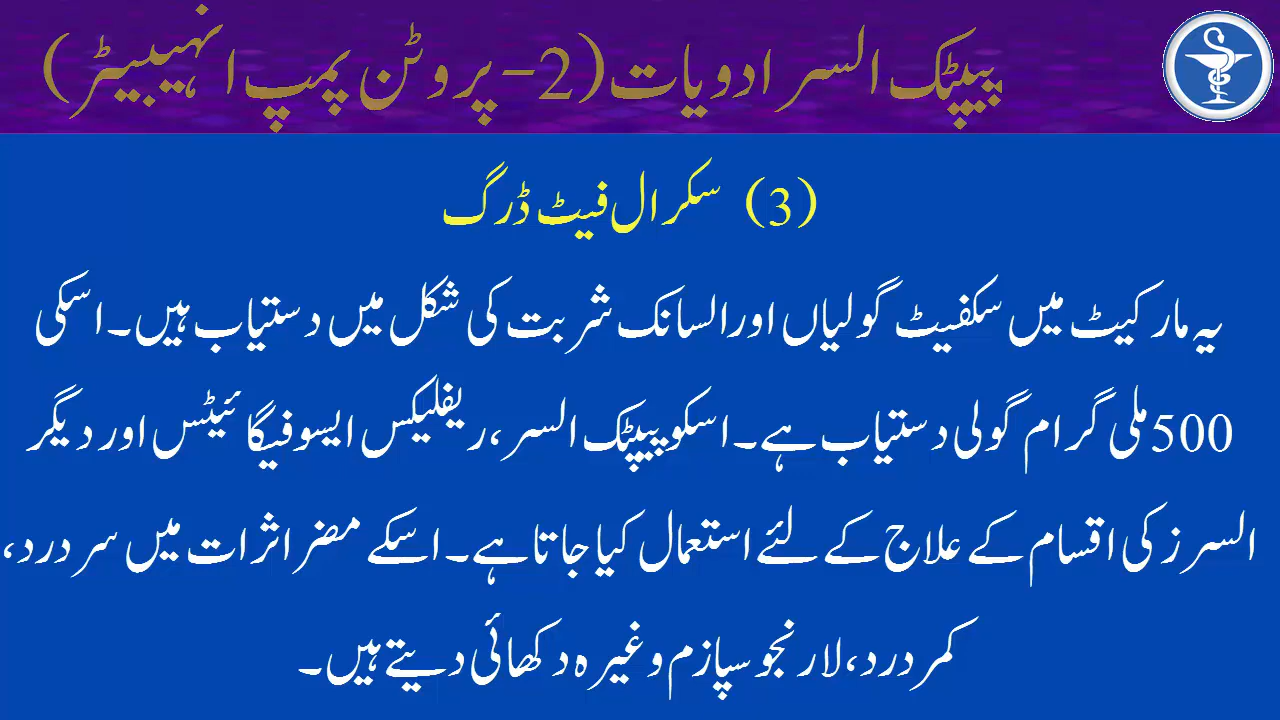 پیپٹک السر ادویات (2-پروٹن پمپ انہیبیٹر)
(3) سکرال فیٹ ڈرگ
یہ مارکیٹ میں سکفیٹ گولیاں اورالسانک شربت کی شکل میں دستیاب ہیں۔اسکی
500 ملی گرام گولی دستیاب ہے۔اسکو پیپٹک السر،ریفلیکس ایسوفیگائیٹس اور دیگر
السرز کی اقسام کے علاج کے لئے استعمال کیا جاتا ہے۔اسکے مضر اثرات میں سر درد،
کمر درد،لارنجو سپازم وغیرہ دکھائی دیتے ہیں۔